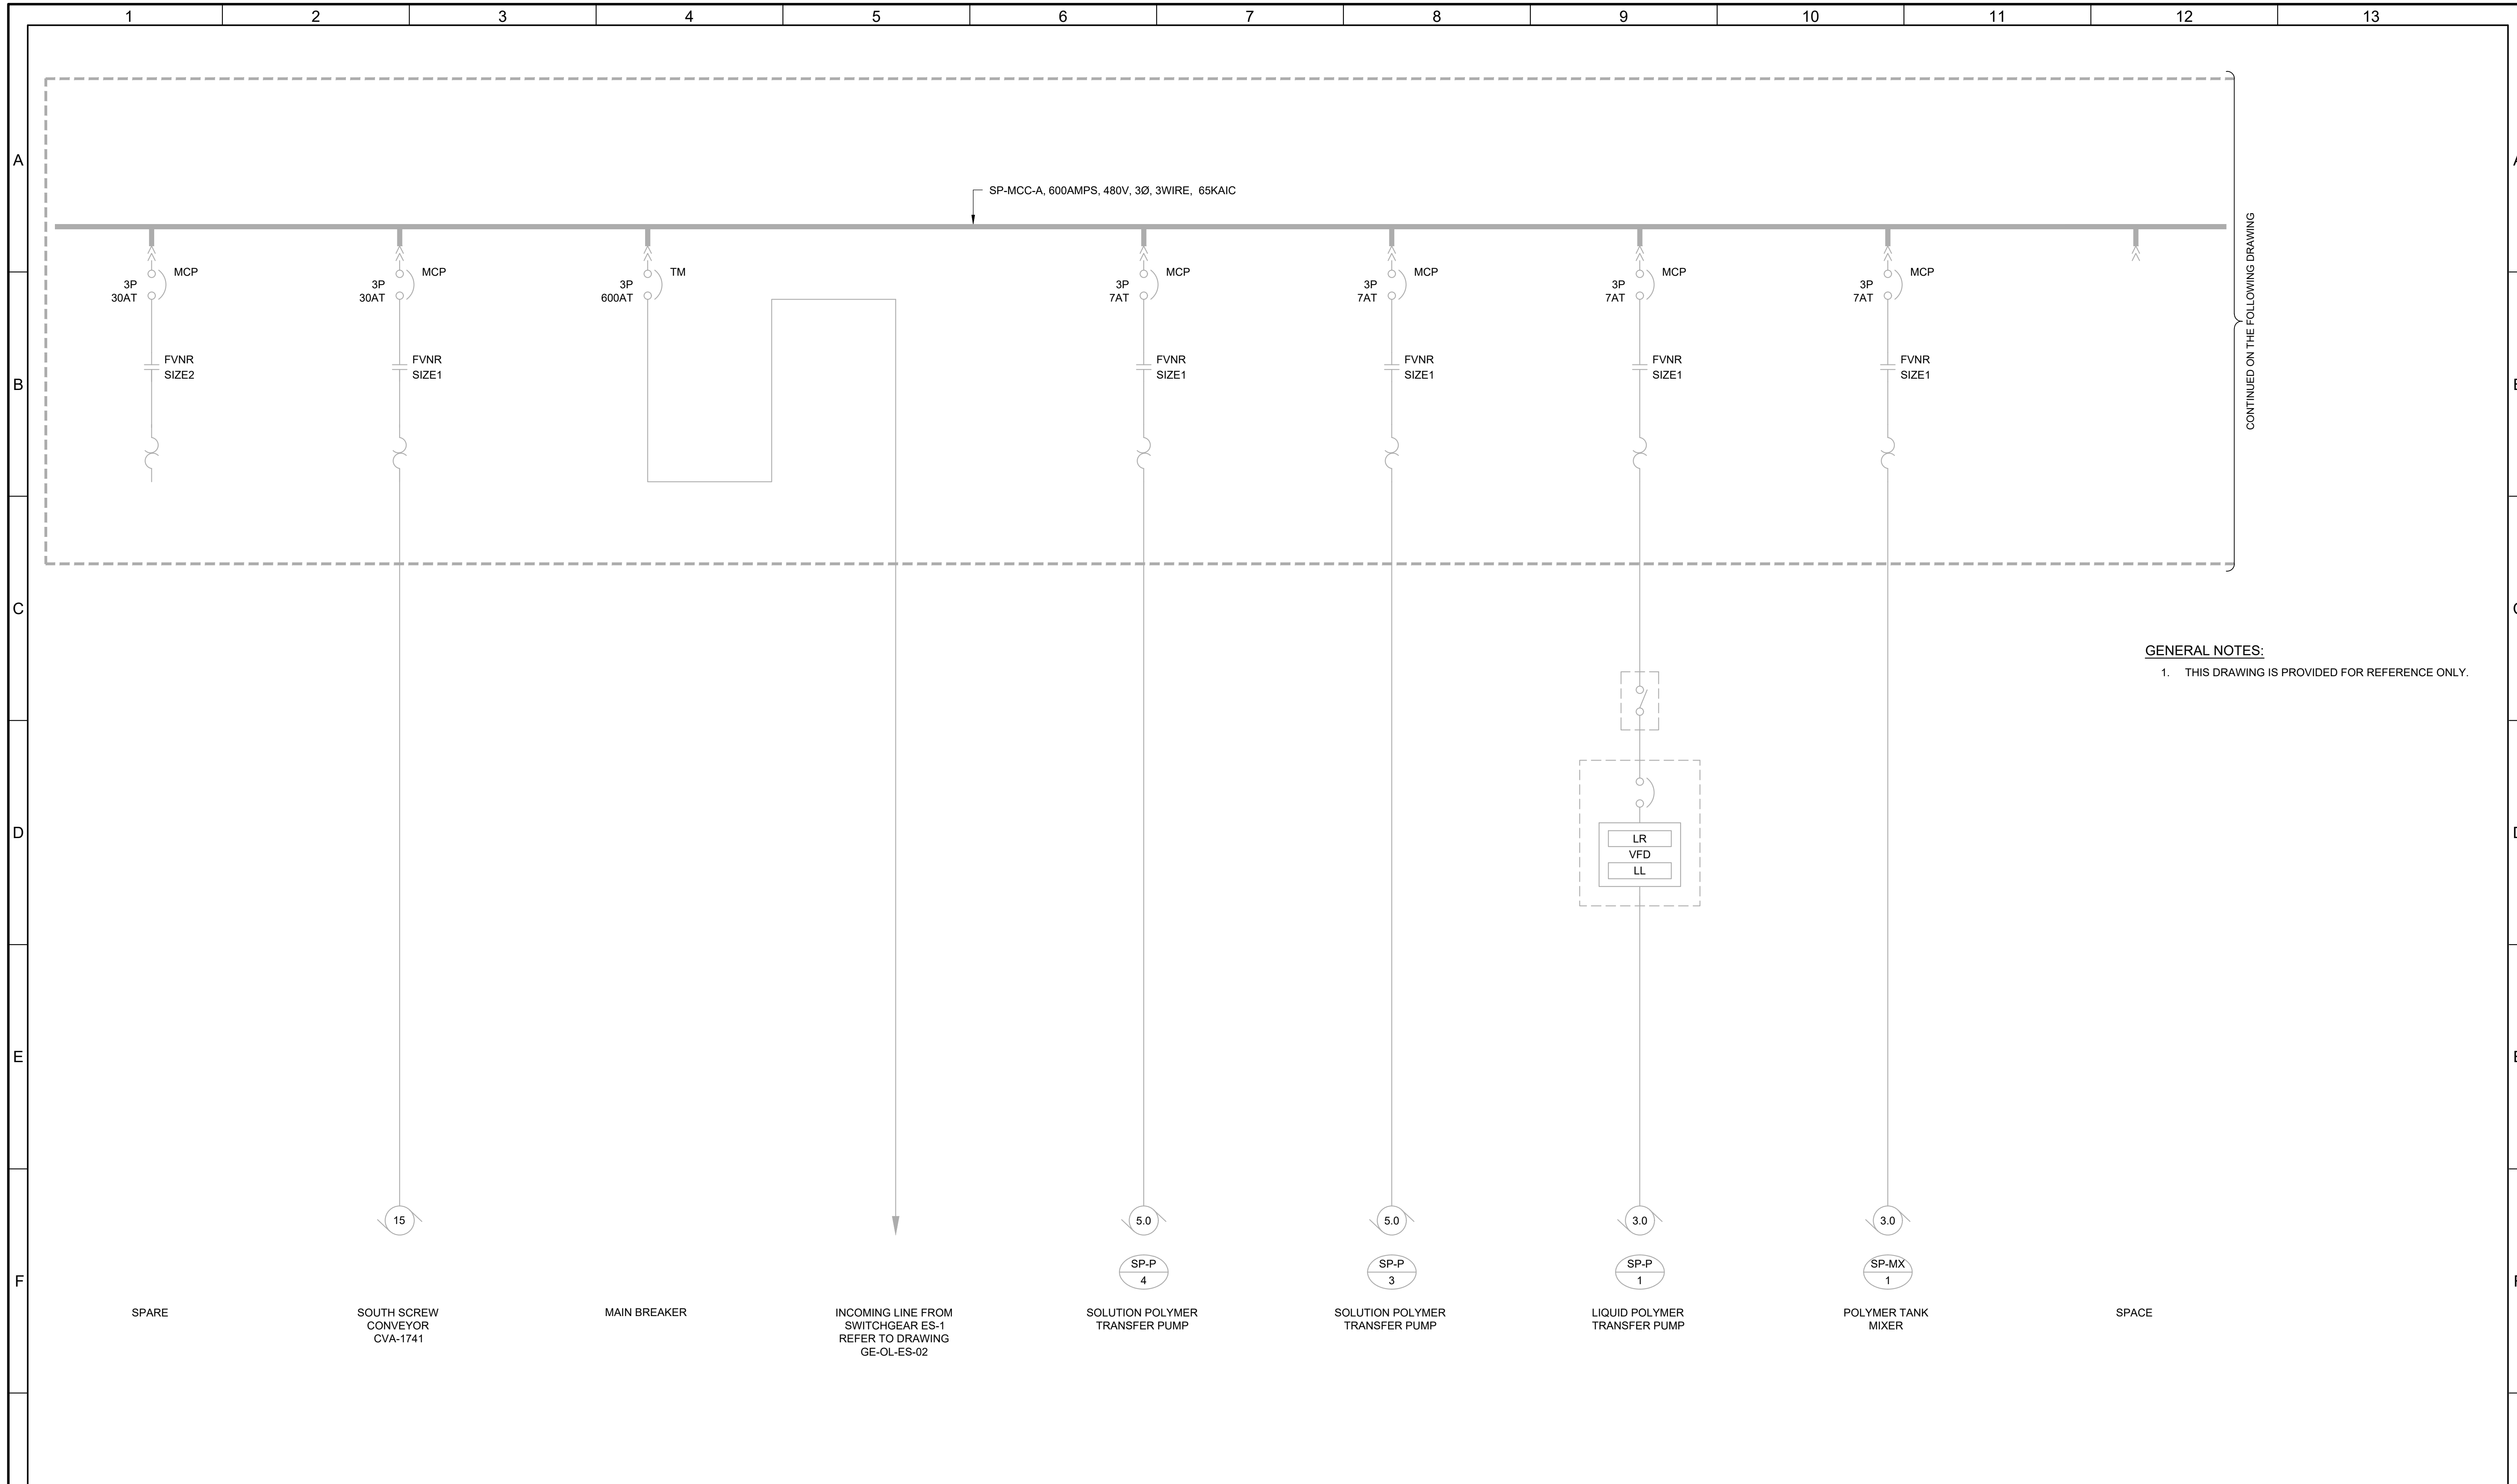 1 2 3 4 5 6 7 8 9 10 11 12 13
A
SP-MCC-A, 600AMPS, 480V, 3Ø, 3WIRE, 65KAIC
CONTINUED ON THE FOLLOWING DRAWING
MCP
3P
30AT
FVNR
SIZE2
MCP
3P
30AT
FVNR
SIZE1
TM
3P
600AT
MCP
3P
7AT
FVNR
SIZE1
MCP
3P
7AT
FVNR
SIZE1
MCP
3P
7AT
FVNR
SIZE1
MCP
3P
7AT
FVNR
SIZE1
B
C
GENERAL NOTES:
1. THIS DRAWING IS PROVIDED FOR REFERENCE ONLY.
D
LR
VFD
LL
E
F
15
5.0
5.0
3.0
3.0
SP-P
4
SP-P
3
SP-P
1
SP-MX
1
SPARE
SOUTH SCREW
CONVEYOR
CVA-1741
MAIN BREAKER
INCOMING LINE FROM
SWITCHGEAR ES-1
REFER TO DRAWING
GE-OL-ES-02
SOLUTION POLYMER
TRANSFER PUMP
SOLUTION POLYMER
TRANSFER PUMP
LIQUID POLYMER
TRANSFER PUMP
POLYMER TANK
MIXER
SPACE